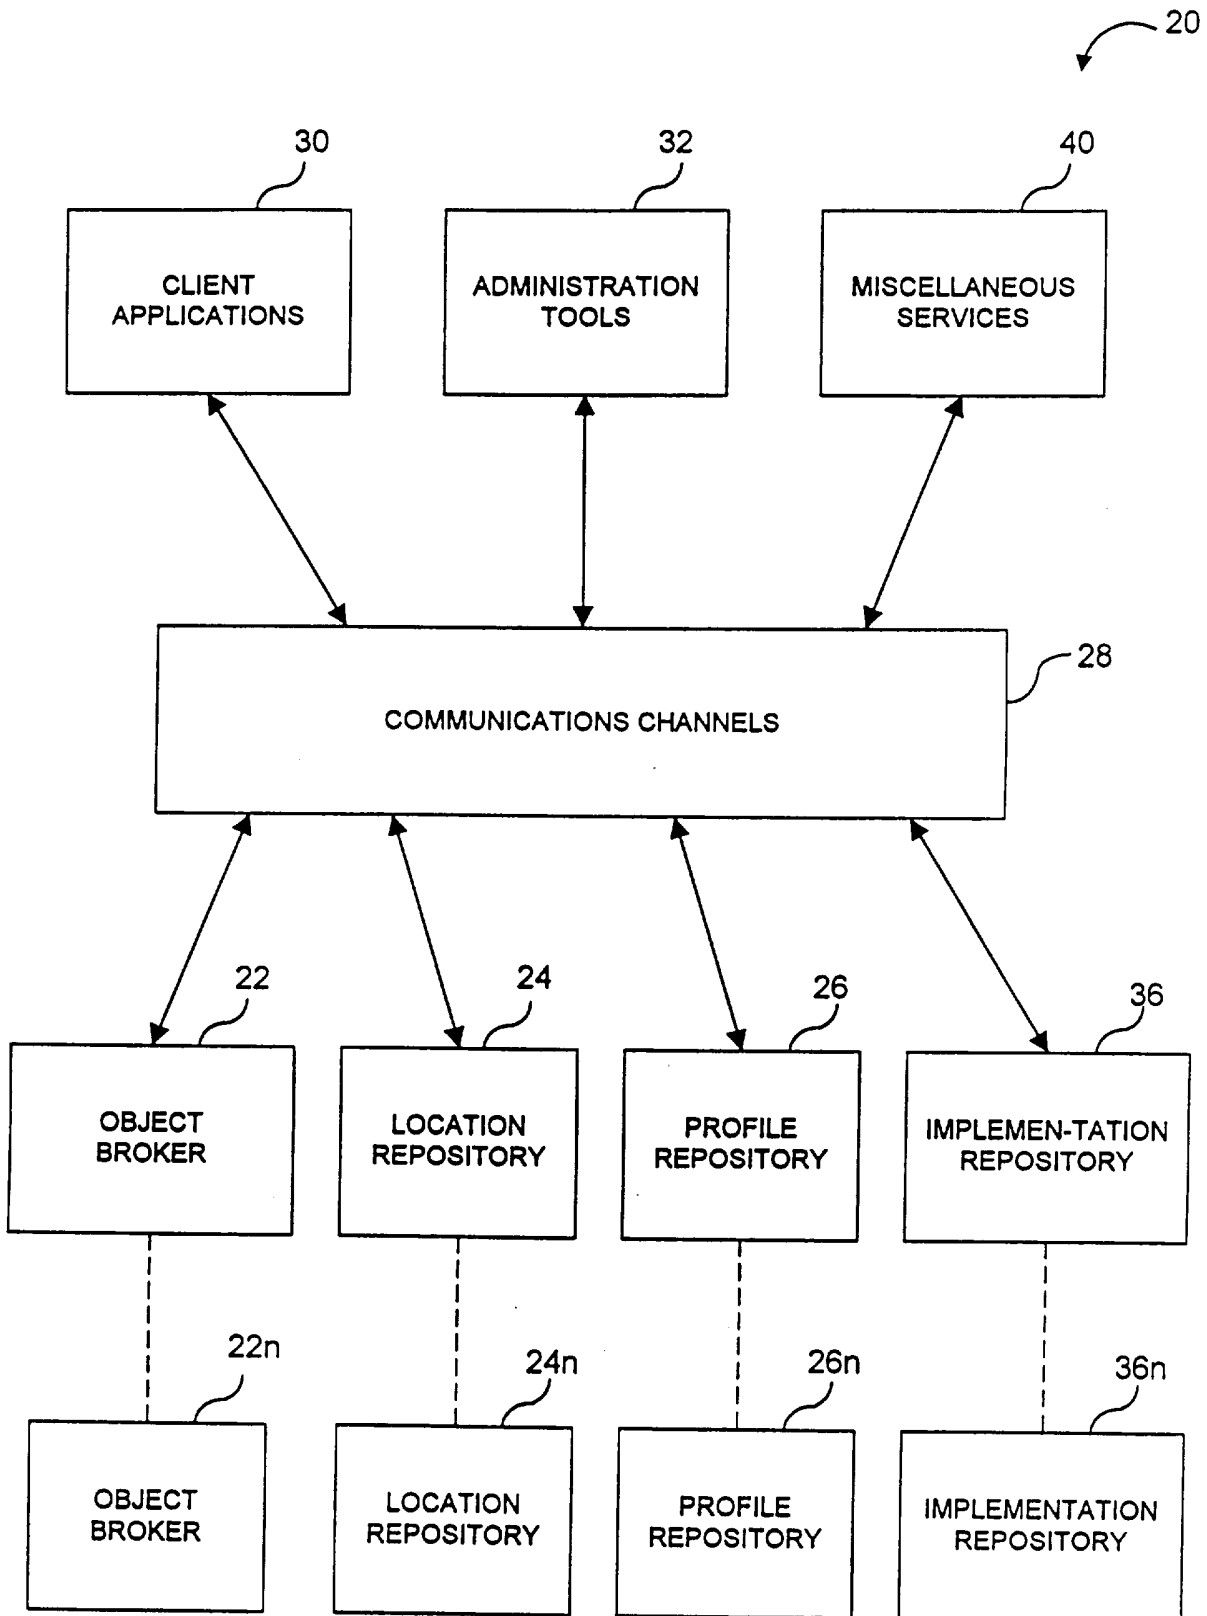 20
30
32
40
CLIENT
APPLICATIONS
ADMINISTRATION
TOOLS
MISCELLANEOUS
SERVICES
28
COMMUNICATIONS CHANNELS
22
24
26
36
OBJECT
BROKER
LOCATION
REPOSITORY
PROFILE
REPOSITORY
IMPLEMEN-TATION
REPOSITORY
22n
24n
26n
36n
OBJECT
BROKER
LOCATION
REPOSITORY
PROFILE
REPOSITORY
IMPLEMENTATION
REPOSITORY